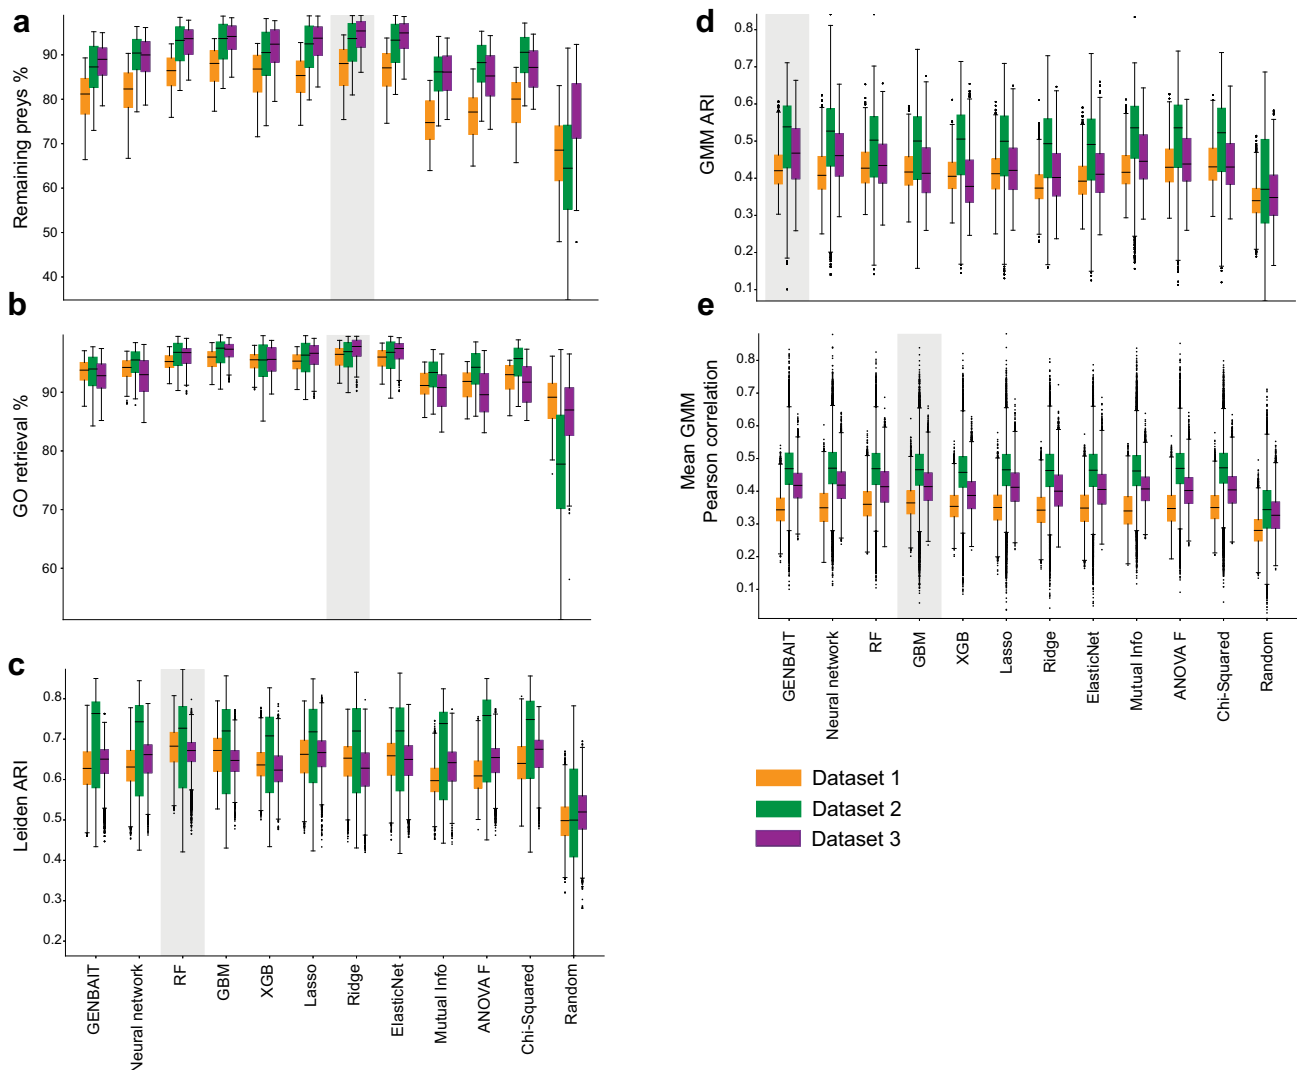 a
Remaining preys %
90
80
70
60
50
40
b
GO retrieval %
90
80
70
60
c
Leiden ARI
0.8
0.7
0.6
0.5
0.4
0.3
0.2
GENBAIT
Neural network
RF
GBM
XGB
Lasso
Ridge
ElasticNet
Mutual Info
ANOVA F
Chi-Squared
Random
d
GMM ARI
0.8
0.7
0.6
0.5
0.4
0.3
0.2
0.1
e
Mean GMM
Pearson correlation
0.8
0.7
0.6
0.5
0.4
0.3
0.2
0.1
GENBAIT
Neural network
RF
GBM
XGB
Lasso
Ridge
ElasticNet
Mutual Info
ANOVA F
Chi-Squared
Random
Dataset 1
Dataset 2
Dataset 3